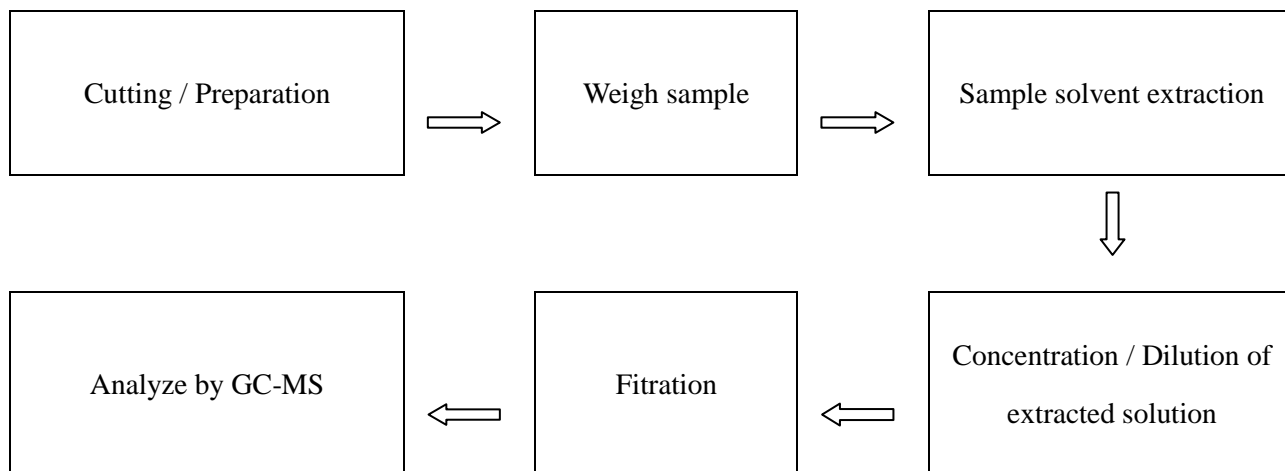 Cutting / Preparation
Weigh sample
Sample solvent extraction
Concentration / Dilution of
extracted solution
Fitration
Analyze by GC-MS